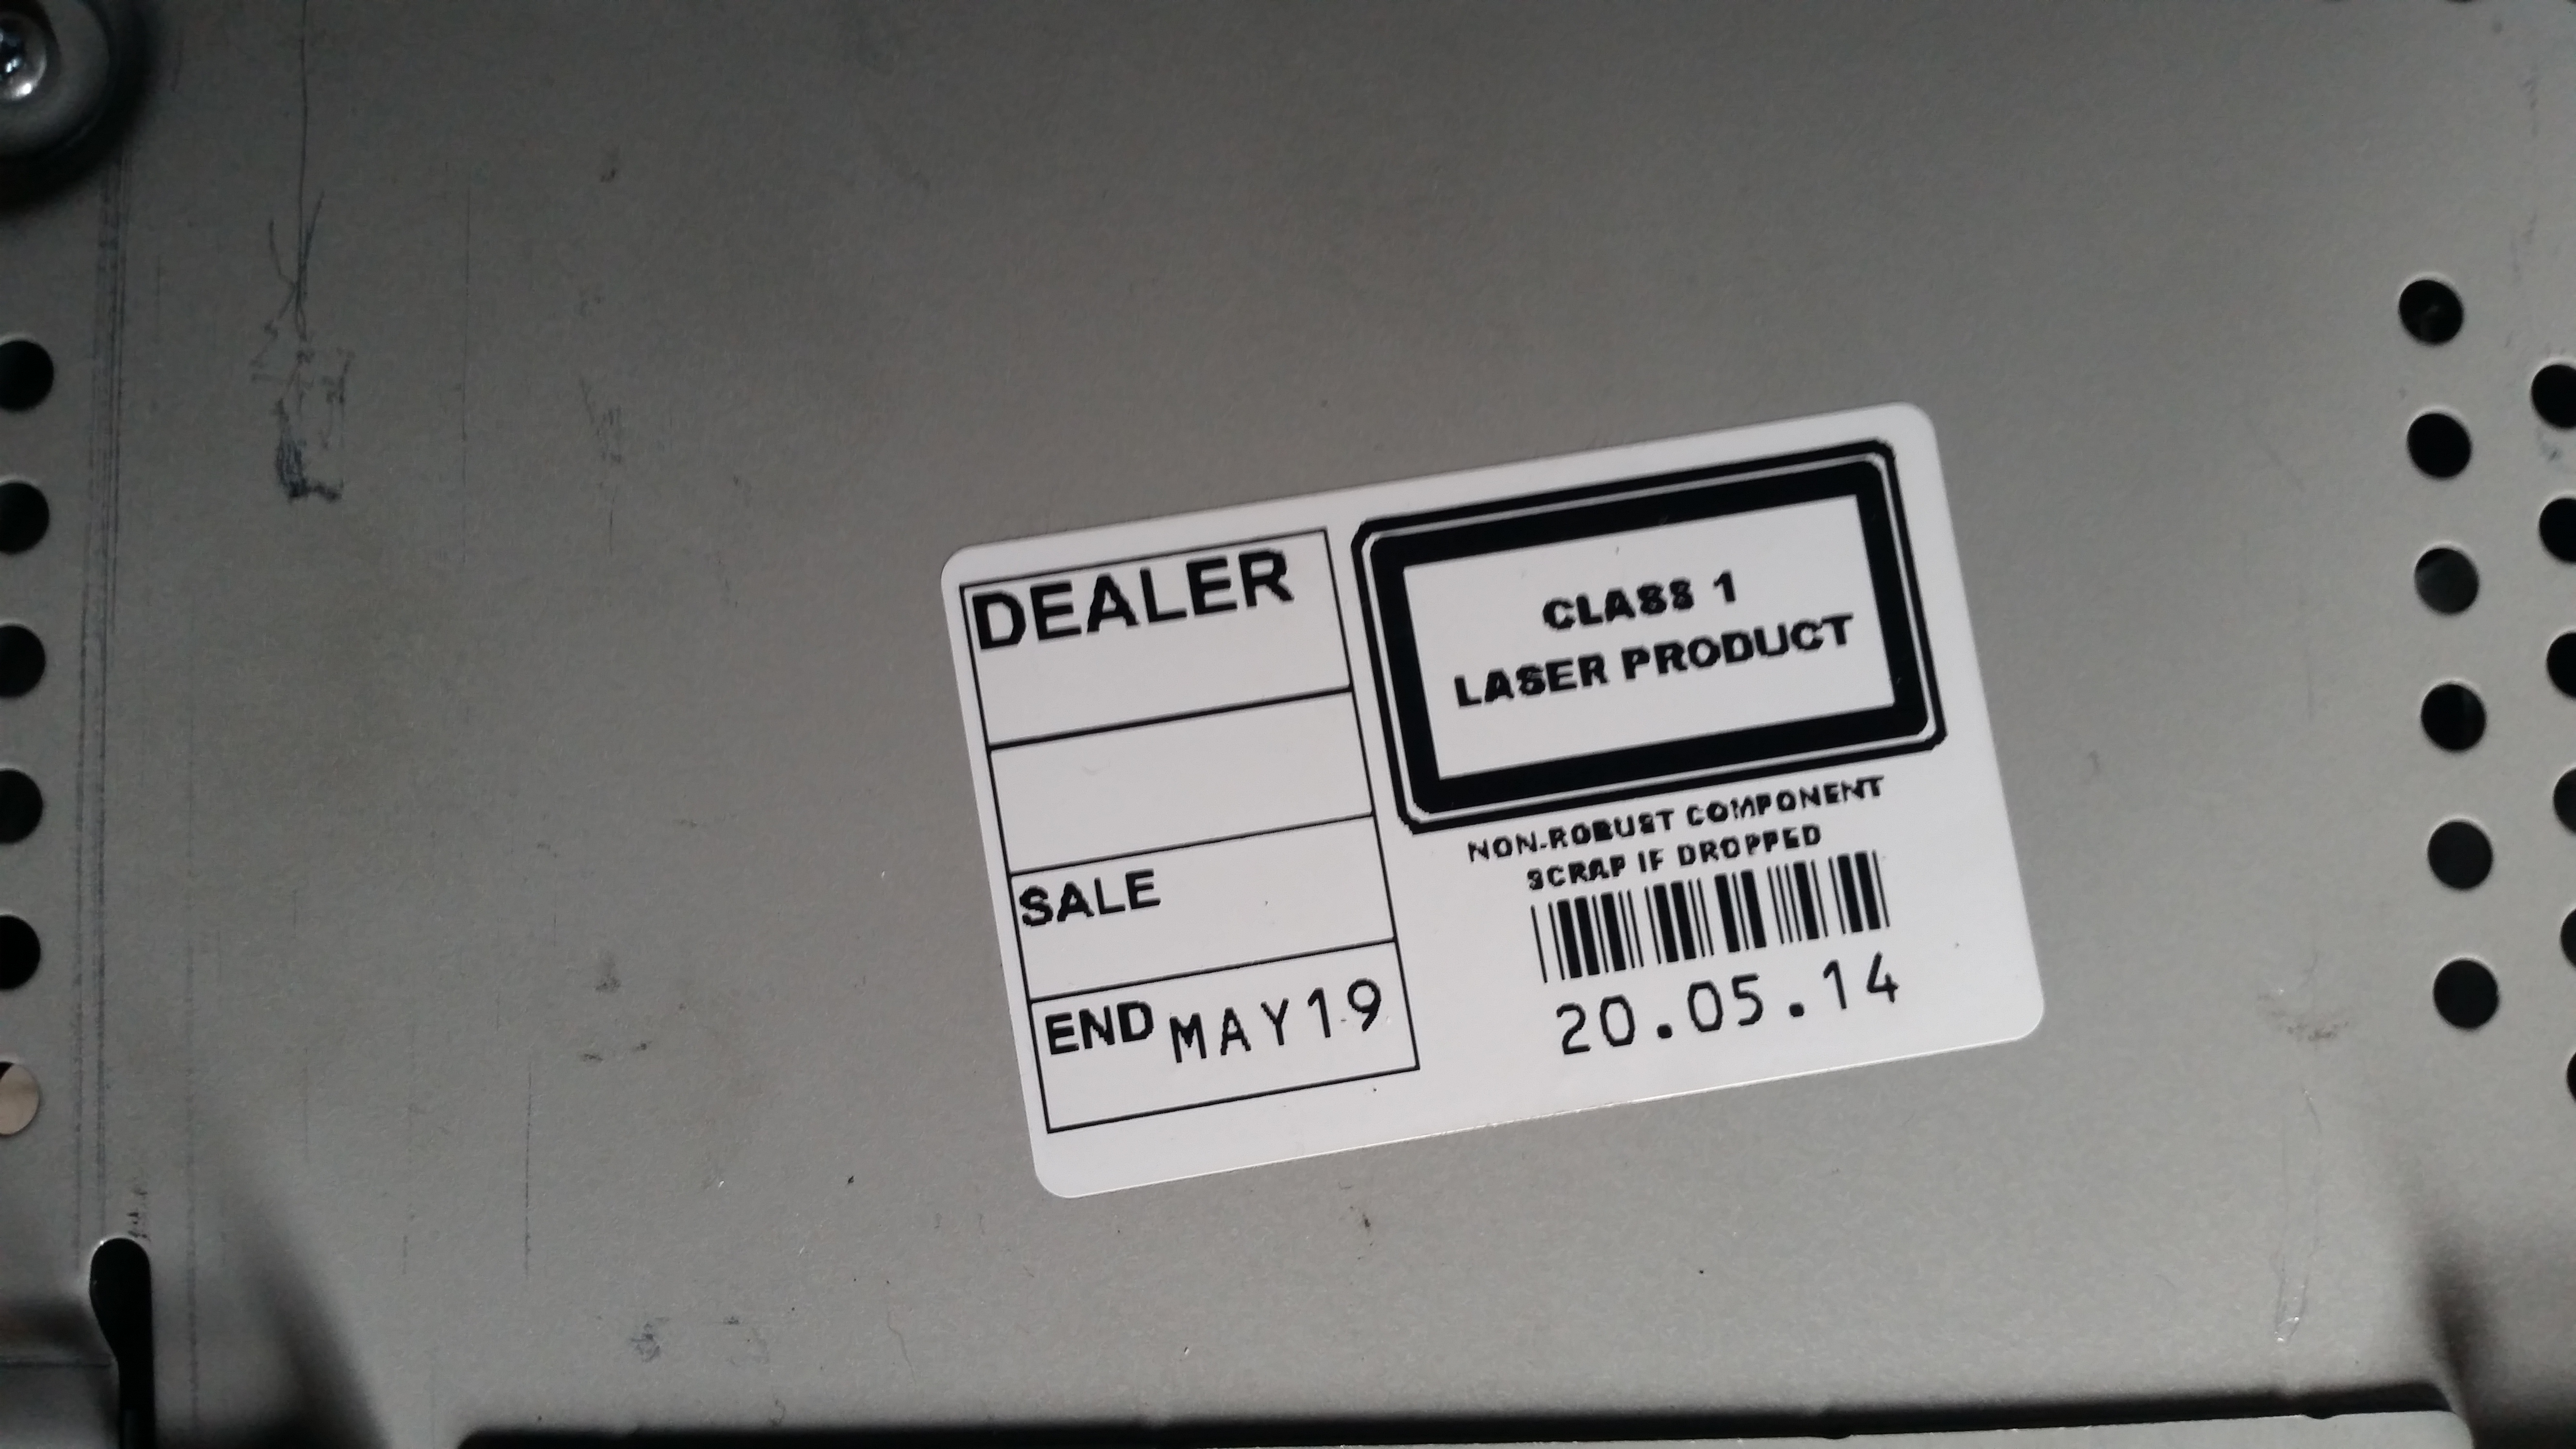 DEALER
SALE
END MAY19
CLASS 1
LASER PRODUCT
NON-ROBUST COMPONENT
SCRAP IF DROPPED
20.05.14